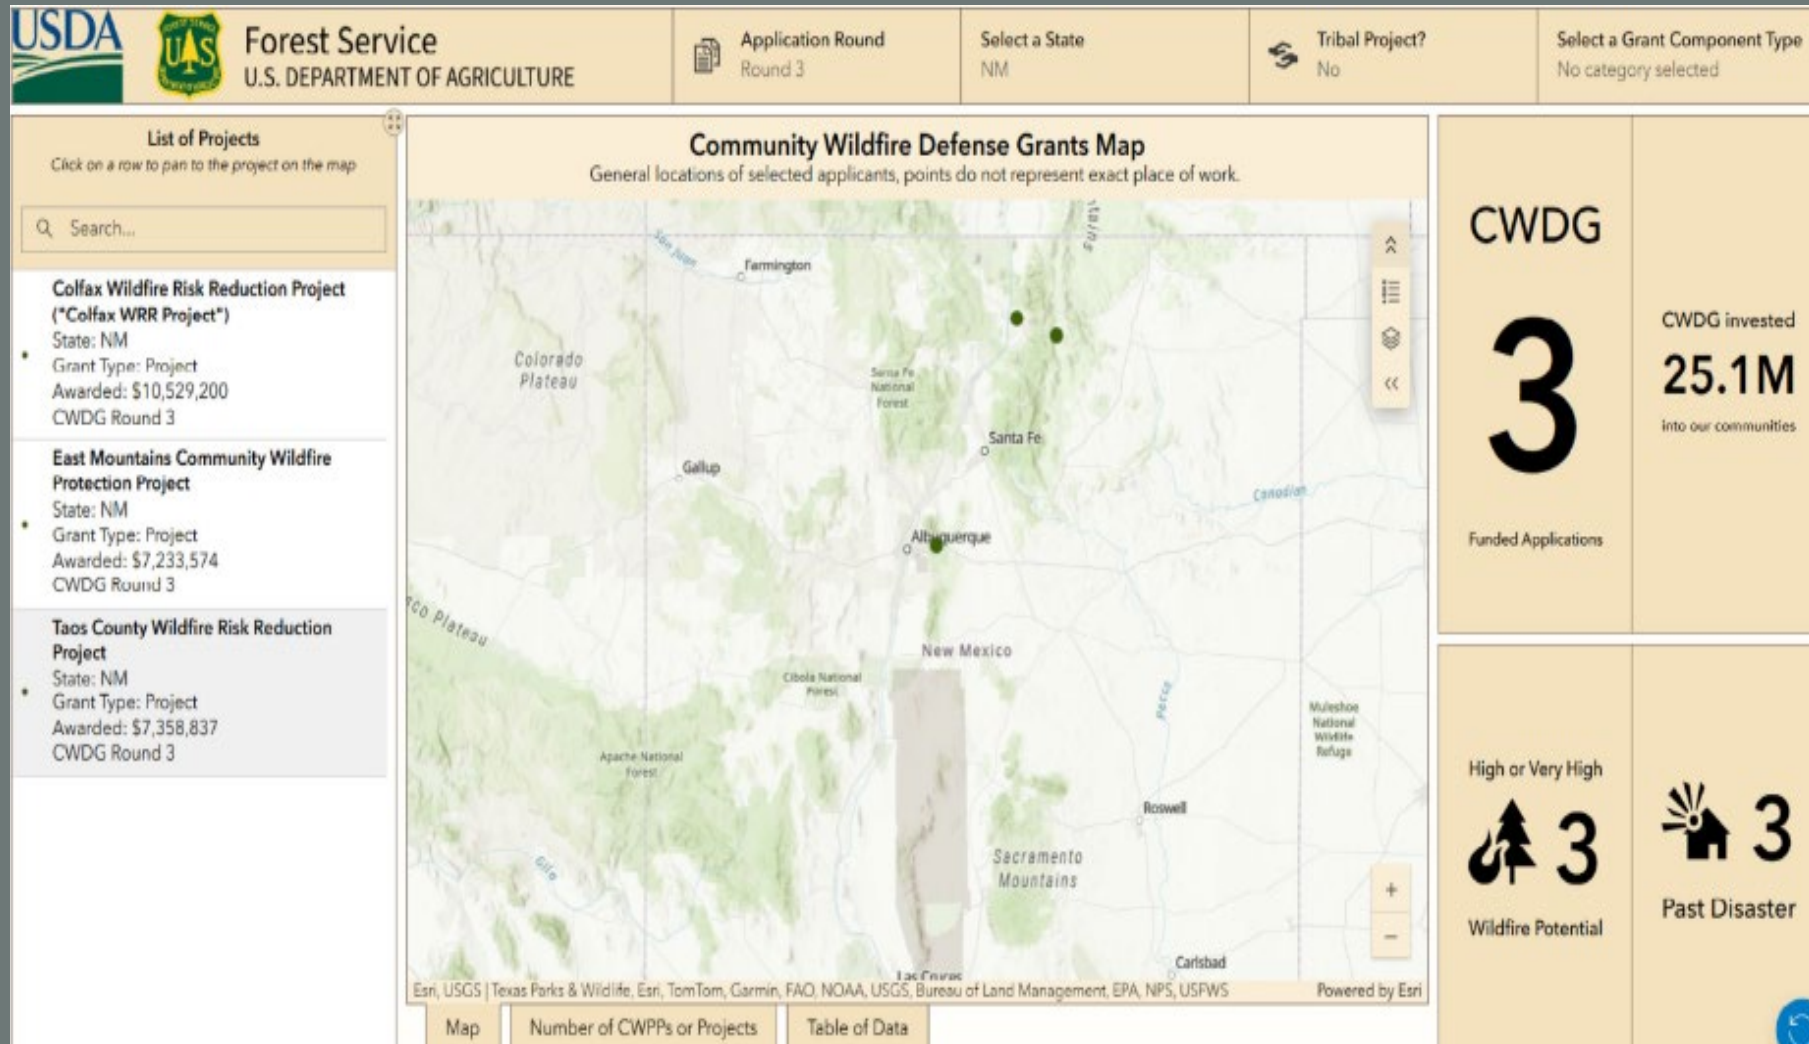 USDA
UAS
Forest Service
U.S. DEPARTMENT OF AGRICULTURE
Application Round
Round 3
Select a State
NM
Tribal Project?
No
Select a Grant Component Type
No category selected
List of Projects
Click on a row to pan to the project on the map
Search...
Colfax Wildfire Risk Reduction Project
("Colfax WRR Project")
State: NM
Grant Type: Project
Awarded: $10,529,200
CWDG Round 3
East Mountains Community Wildfire
Protection Project
State: NM
Grant Type: Project
Awarded: $7,233,574
CWDG Round 3
Taos County Wildfire Risk Reduction
Project
State: NM
Grant Type: Project
Awarded: $7,358,837
CWDG Round 3
Community Wildfire Defense Grants Map
General locations of selected applicants, points do not represent exact place of work.
tains
San Juan
Farmington
Colorado
Plateau
Santa Fe
National
Forest
Santa Fe
Gallup
Canadian
Albuquerque
co Plateau
New Mexico
Cibola National
Forest
Pecos
Muleshoe
National
Wildlife
Refuge
Apache National
Forest
Roswell
Gila
Sacramento
Mountains
Las Cruces
Carlsbad
Esri, USGS | Texas Parks & Wildlife, Esri, TomTom, Garmin, FAO, NOAA, USGS, Bureau of Land Management, EPA, NPS, USFWS
Powered by Esri
Map
Number of CWPPs or Projects
Table of Data
CWDG
3
Funded Applications
CWDG invested
25.1M
into our communities
High or Very High
3
Wildfire Potential
3
Past Disaster